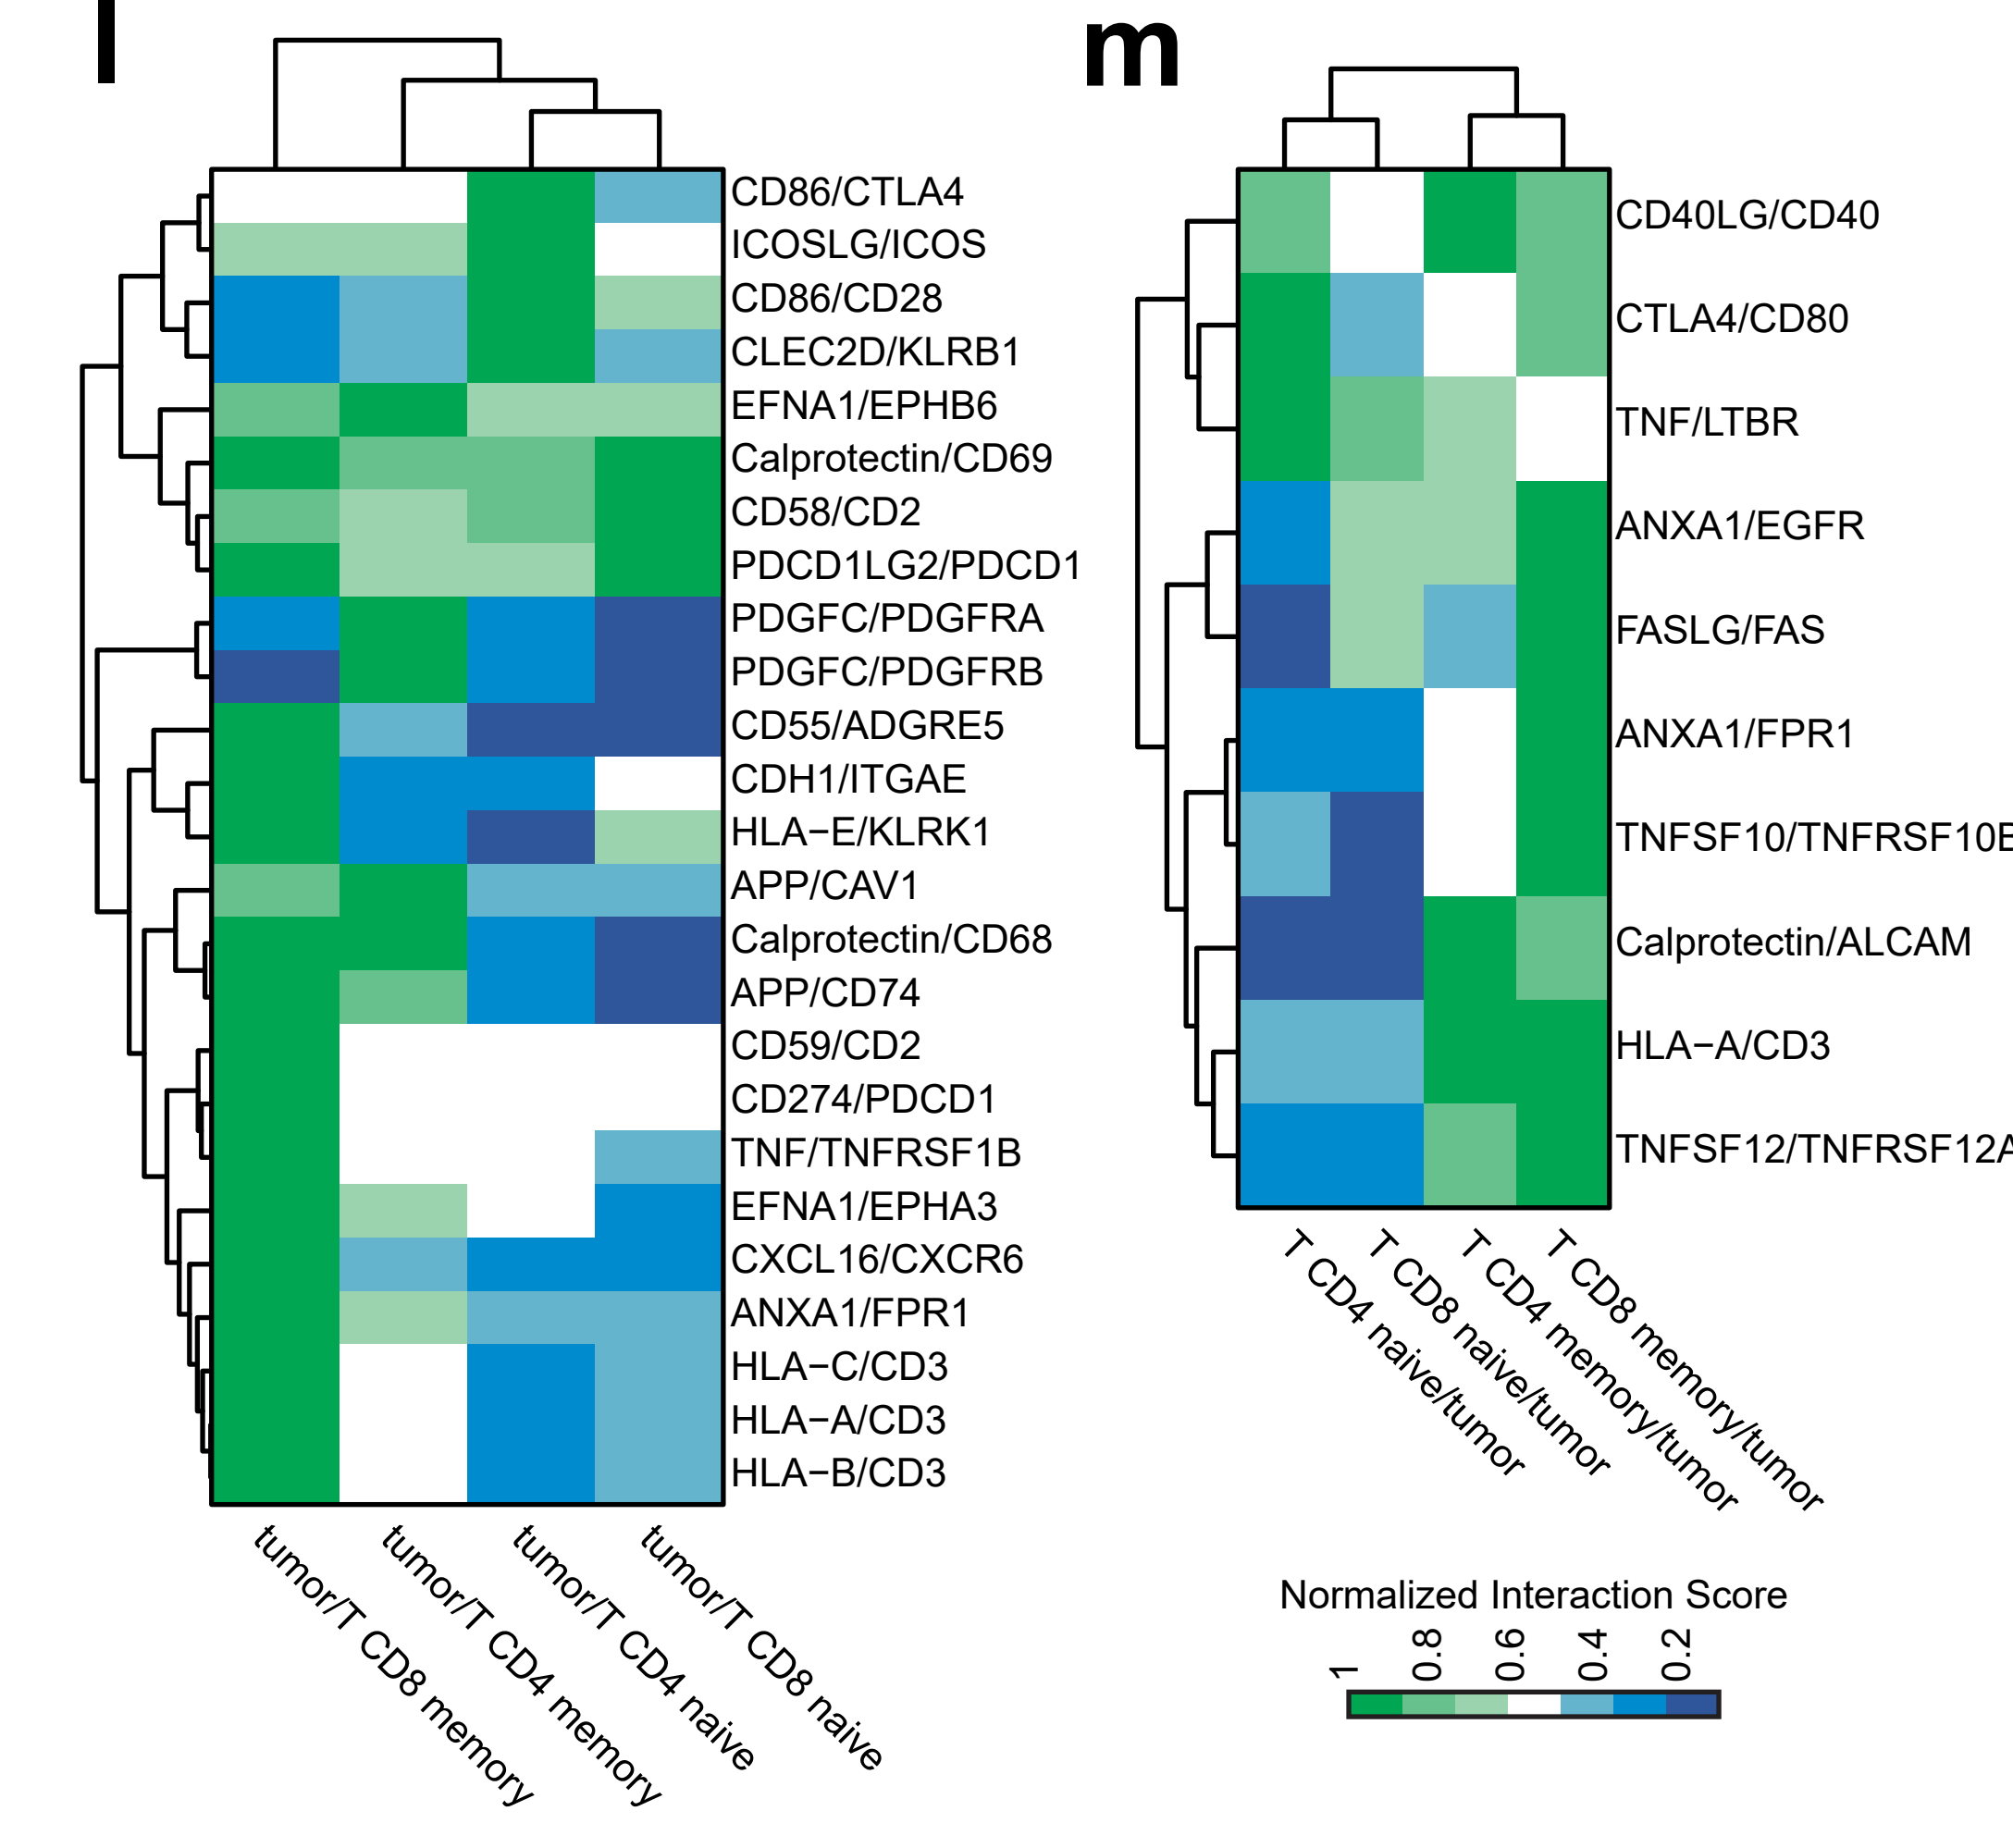 l
CD86/CTLA4
ICOSLG/ICOS
CD86/CD28
CLEC2D/KLRB1
EFNA1/EPHB6
Calprotectin/CD69
CD58/CD2
PDCD1LG2/PDCD1
PDGFC/PDGFRA
PDGFC/PDGFRB
CD55/ADGRE5
CDH1/ITGAE
HLA−E/KLRK1
APP/CAV1
Calprotectin/CD68
APP/CD74
CD59/CD2
CD274/PDCD1
TNF/TNFRSF1B
EFNA1/EPHA3
CXCL16/CXCR6
ANXA1/FPR1
HLA−C/CD3
HLA−A/CD3
HLA−B/CD3
tumor/T CD8 memory
tumor/T CD4 memory
tumor/T CD4 naive
tumor/T CD8 naive
m
CD40LG/CD40
CTLA4/CD80
TNF/LTBR
ANXA1/EGFR
FASLG/FAS
ANXA1/FPR1
TNFSF10/TNFRSF10B
Calprotectin/ALCAM
HLA−A/CD3
TNFSF12/TNFRSF12A
T CD4 naive/tumor
T CD8 naive/tumor
T CD4 memory/tumor
T CD8 memory/tumor
Normalized Interaction Score
1
0.8
0.6
0.4
0.2